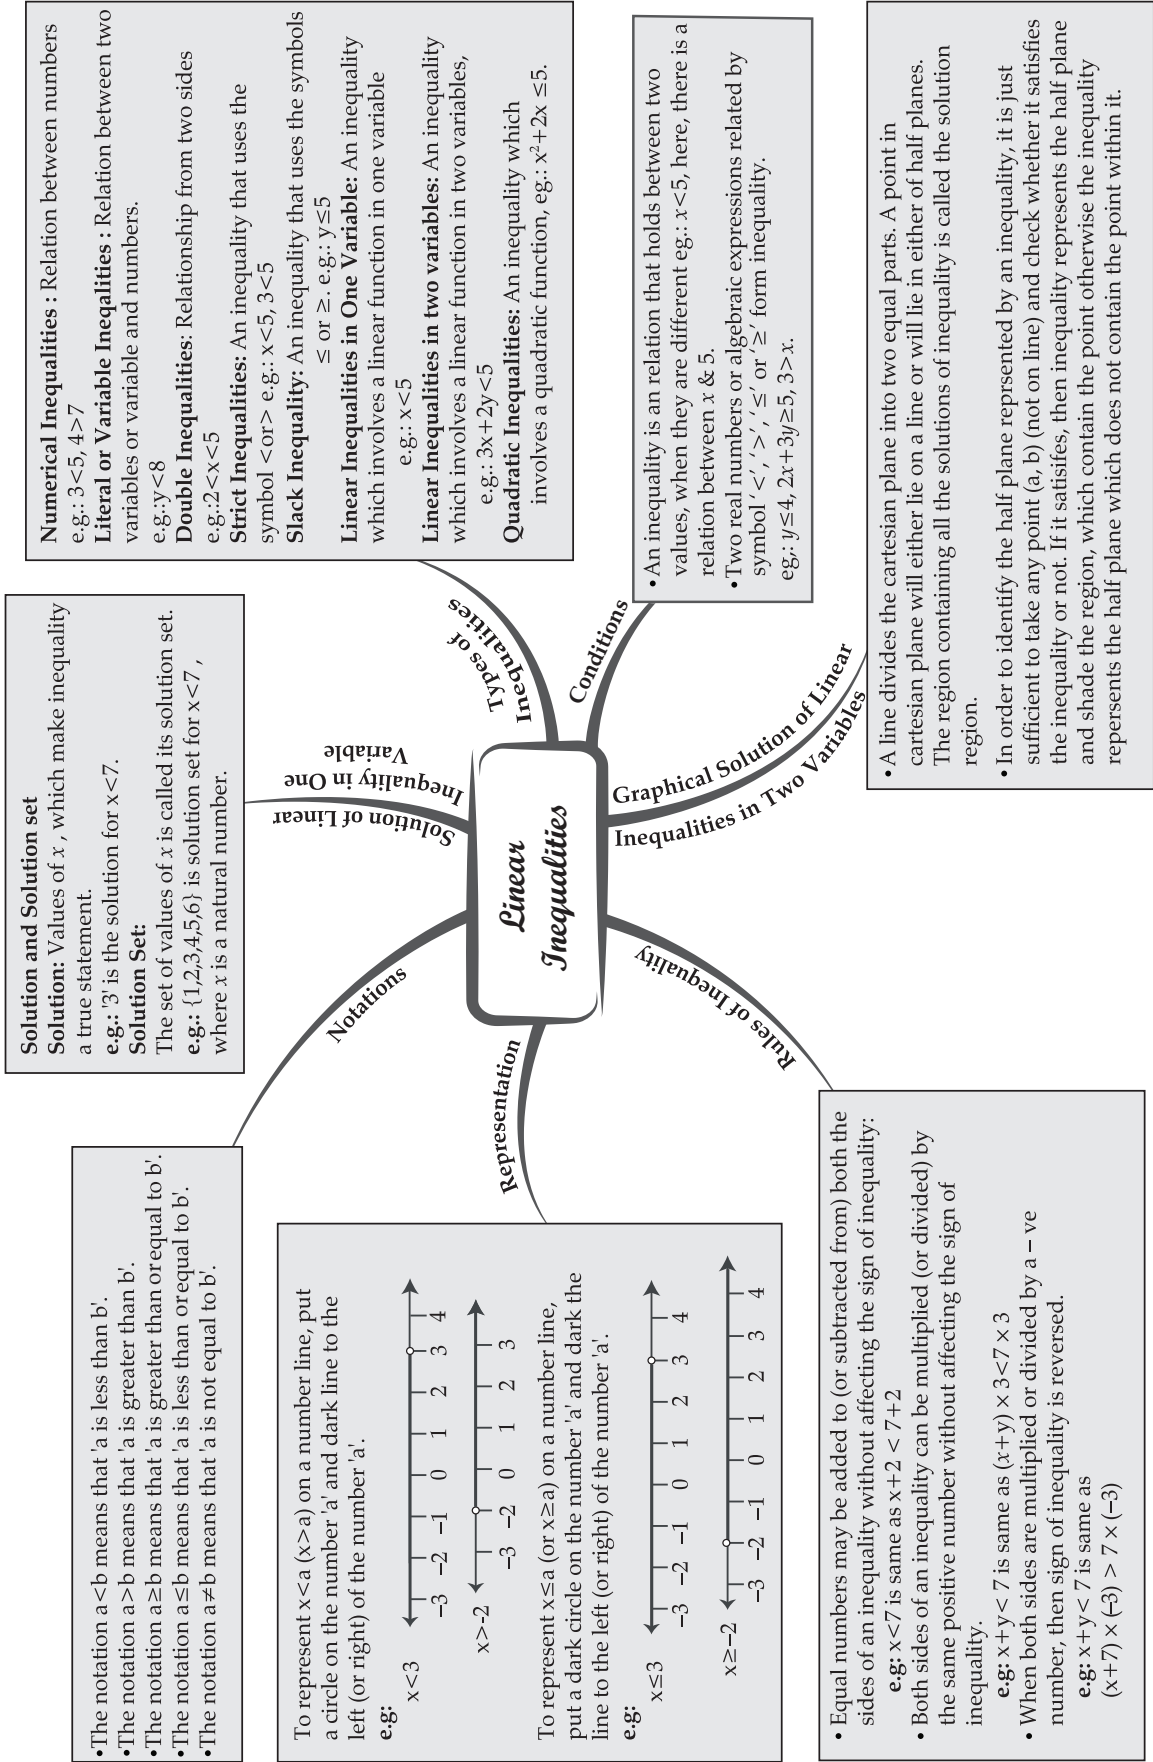 Linear
Inequalities
Types of
Inequalities
Numerical Inequalities : Relation between numbers
e.g.: 3<5, 4>7
Literal or Variable Ineqalities : Relation between two
variables or variable and numbers.
e.g.:y<8
Double Inequalities: Relationship from two sides
e.g.:2<x<5
Strict Inequalities: An inequality that uses the
symbol <or> e.g.: x<5, 3<5
Slack Inequality: An inequality that uses the symbols
≤ or ≥. e.g.: y≤5
Linear Inequalities in One Variable: An inequality
which involves a linear function in one variable
e.g.: x<5
Linear Inequalities in two variables: An inequality
which involves a linear function in two variables,
e.g.: 3x+2y<5
Quadratic Inequalities: An inequality which
involves a quadratic function, eg.: x²+2x ≤5.
Conditions
• An inequality is an relation that holds between two
values, when they are different eg.: x<5, here, there is a
relation between x & 5.
• Two real numbers or algebraic expressions related by
symbol '<', '>', '≤' or '≥' form inequality.
eg,: y≤4, 2x+3y≥5, 3>x.
Graphical Solution of Linear
Inequalities in Two Variables
• A line divides the cartesian plane into two equal parts. A point in
cartesian plane will either lie on a line or will lie in either of half planes.
The region containing all the solutions of inequality is called the solution
region.
• In order to identify the half plane reprsented by an inequality, it is just
sufficient to take any point (a, b) (not on line) and check whether it satisfies
the inequality or not. If it satisifes, then inequality represents the half plane
and shade the region, which contain the point otherwise the inequality
repersents the half plane which does not contain the point within it.
Solution of Linear
Inequality in One
Variable
Solution and Solution set
Solution: Values of x , which make inequality
a true statement.
e.g.: '3' is the solution for x<7.
Solution Set:
The set of values of x is called its solution set.
e.g.: {1,2,3,4,5,6} is solution set for x<7 ,
where x is a natural number.
Notations
•The notation a<b means that 'a is less than b'.
•The notation a>b means that 'a is greater than b'.
•The notation a≥b means that 'a is greater than or equal to b'.
•The notation a≤b means that 'a is less than or equal to b'.
•The notation a≠b means that 'a is not equal to b'.
Representation
To represent x<a (x>a) on a number line, put
a circle on the number 'a' and dark line to the
left (or right) of the number 'a'.
e.g:
x<3
−3 −2 −1 0 1 2 3 4
x>-2
−3 −2 0 1 2 3
To represent x≤a (or x≥a) on a number line,
put a dark circle on the number 'a' and dark the
line to the left (or right) of the number 'a'.
e.g:
x≤3
−3 −2 −1 0 1 2 3 4
x≥−2
−3 −2 −1 0 1 2 3 4
Rules of Inequality
• Equal numbers may be added to (or subtracted from) both the
sides of an inequality without affecting the sign of inequality:
e.g: x<7 is same as x+2 < 7+2
• Both sides of an inequality can be multiplied (or divided) by
the same positive number without affecting the sign of
inequality.
e.g: x+y< 7 is same as (x+y) × 3<7 × 3
• When both sides are multiplied or divided by a − ve
number, then sign of inequality is reversed.
e.g: x+y< 7 is same as
(x+7) × (−3) > 7 × (−3)